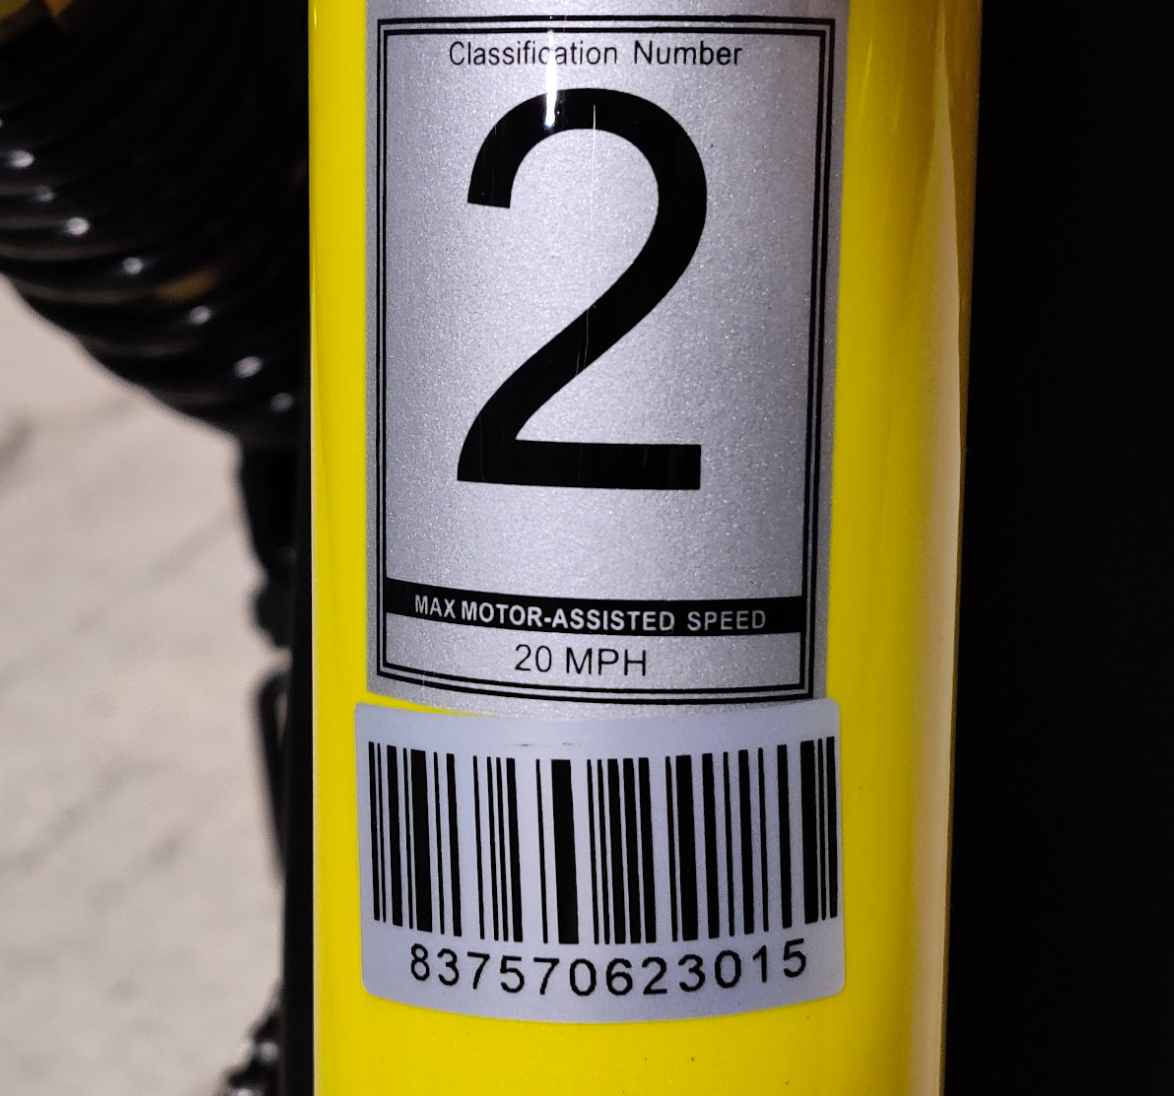 Classification Number
2
MAX MOTOR-ASSISTED SPEED
20 MPH
837570623015